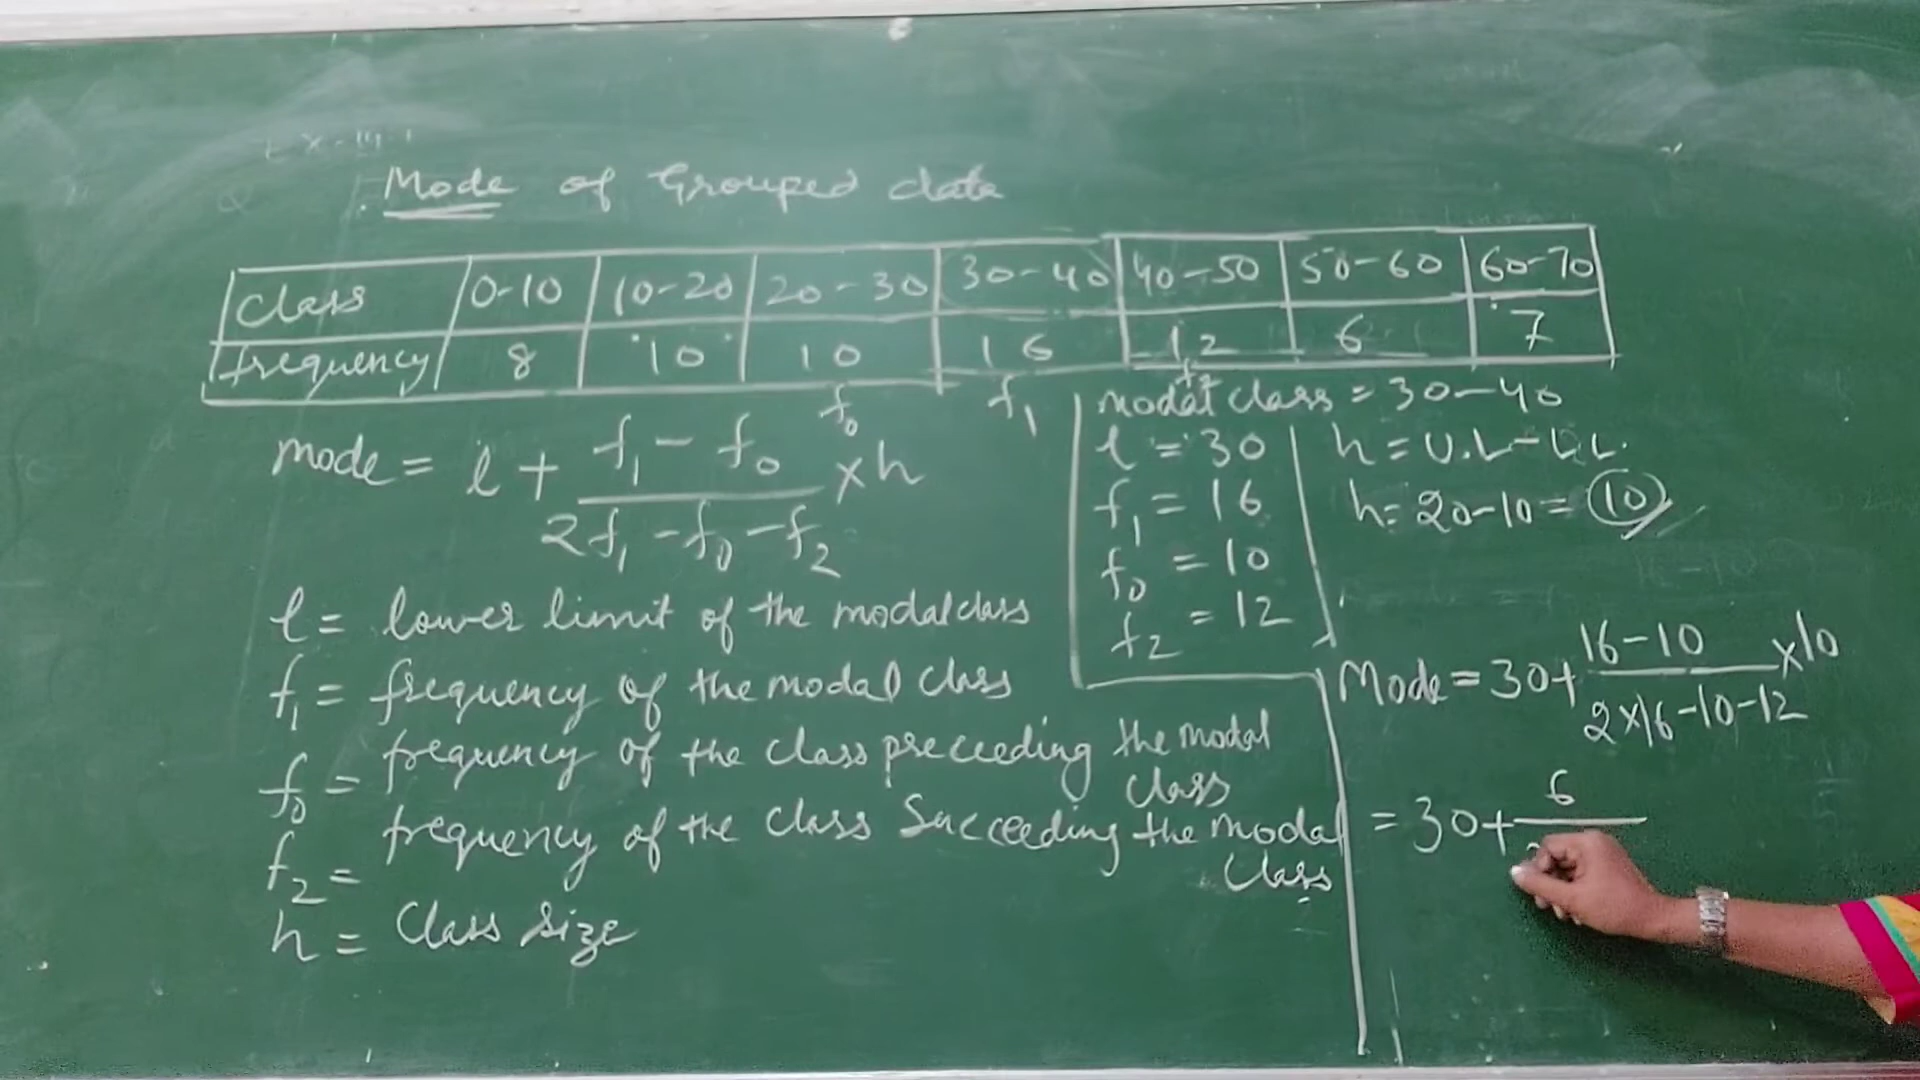 Ex-14.
Mode of Grouped data
Class 0-10 10-20 20-30 30-40 40-50 50-60 60-70
frequency 8 10 10 16 12 6 7
f0 f1 f2
mode = l + f1 - f0 / 2f1 - f0 - f2 × h
l = lower limit of the modal class
f1 = frequency of the modal class
f0 = frequency of the class preceeding the modal class
f2 = frequency of the class Succeeding the modal class
h = Class size
modal class = 30-40
l = 30
f1 = 16
f0 = 10
f2 = 12
h = U.L - L.L.
h = 20-10 = 10
Mode = 30+ 16-10 / 2×16-10-12 ×10
= 30+ 6 /